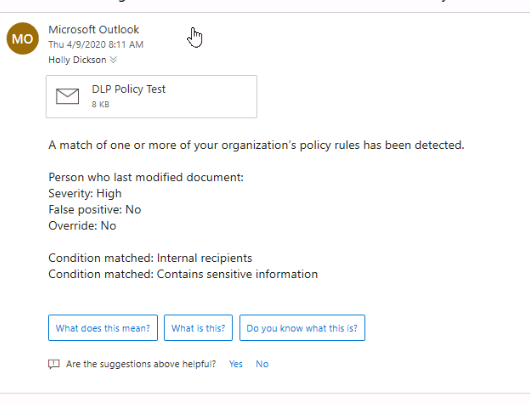 MO
Microsoft Outlook
Thu 4/9/2020 8:11 AM
Holly Dickson
DLP Policy Test
8 KB
A match of one or more of your organization's policy rules has been detected.
Person who last modified document:
Severity: High
False positive: No
Override: No
Condition matched: Internal recipients
Condition matched: Contains sensitive information
What does this mean? What is this? Do you know what this is?
Are the suggestions above helpful? Yes No